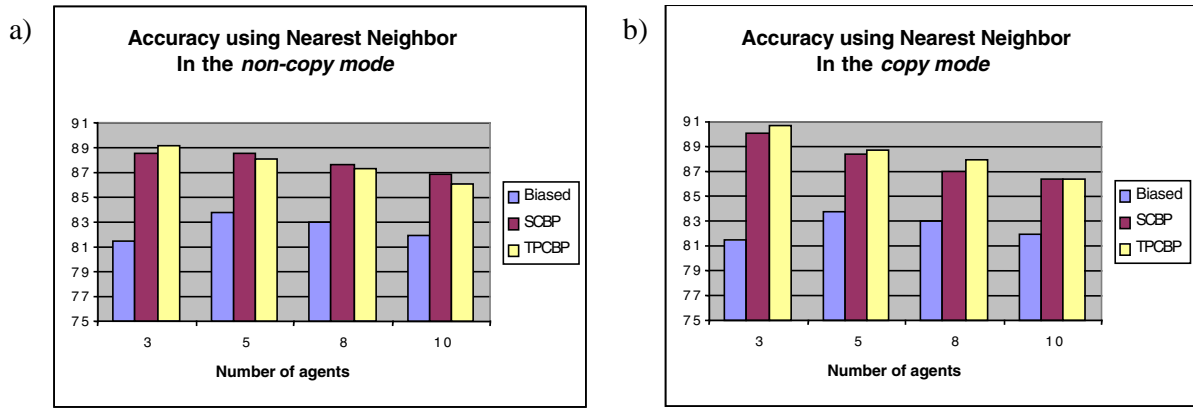 a)
Accuracy using Nearest Neighbor
In the non-copy mode
91
89
87
85
83
81
79
77
75
3 5 8 10
Number of agents
Biased
SCBP
TPCBP
b)
Accuracy using Nearest Neighbor
In the copy mode
91
89
87
85
83
81
79
77
75
3 5 8 10
Number of agents
Biased
SCBP
TPCBP